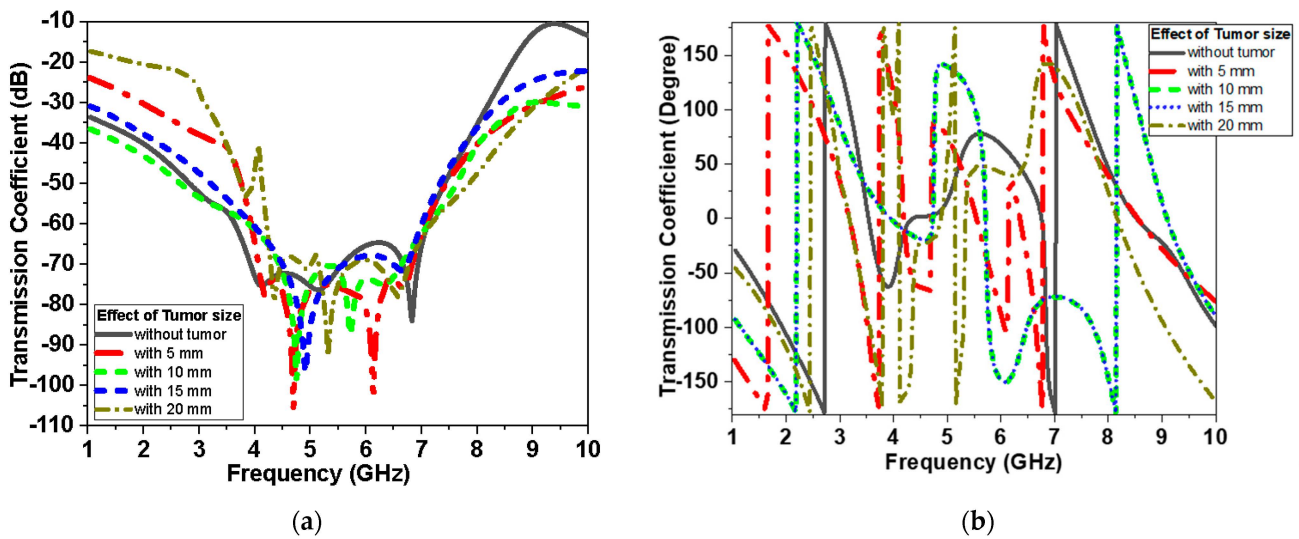 Transmission Coefficient (dB)
-10
-20
-30
-40
-50
-60
-70
-80
-90
-100
-110
Effect of Tumor size
without tumor
with 5 mm
with 10 mm
with 15 mm
with 20 mm
1 2 3 4 5 6 7 8 9 10
Frequency (GHz)
(a)
Transmission Coefficient (Degree)
150
100
50
0
-50
-100
-150
Effect of Tumor size
without tumor
with 5 mm
with 10 mm
with 15 mm
with 20 mm
1 2 3 4 5 6 7 8 9 10
Frequency (GHz)
(b)